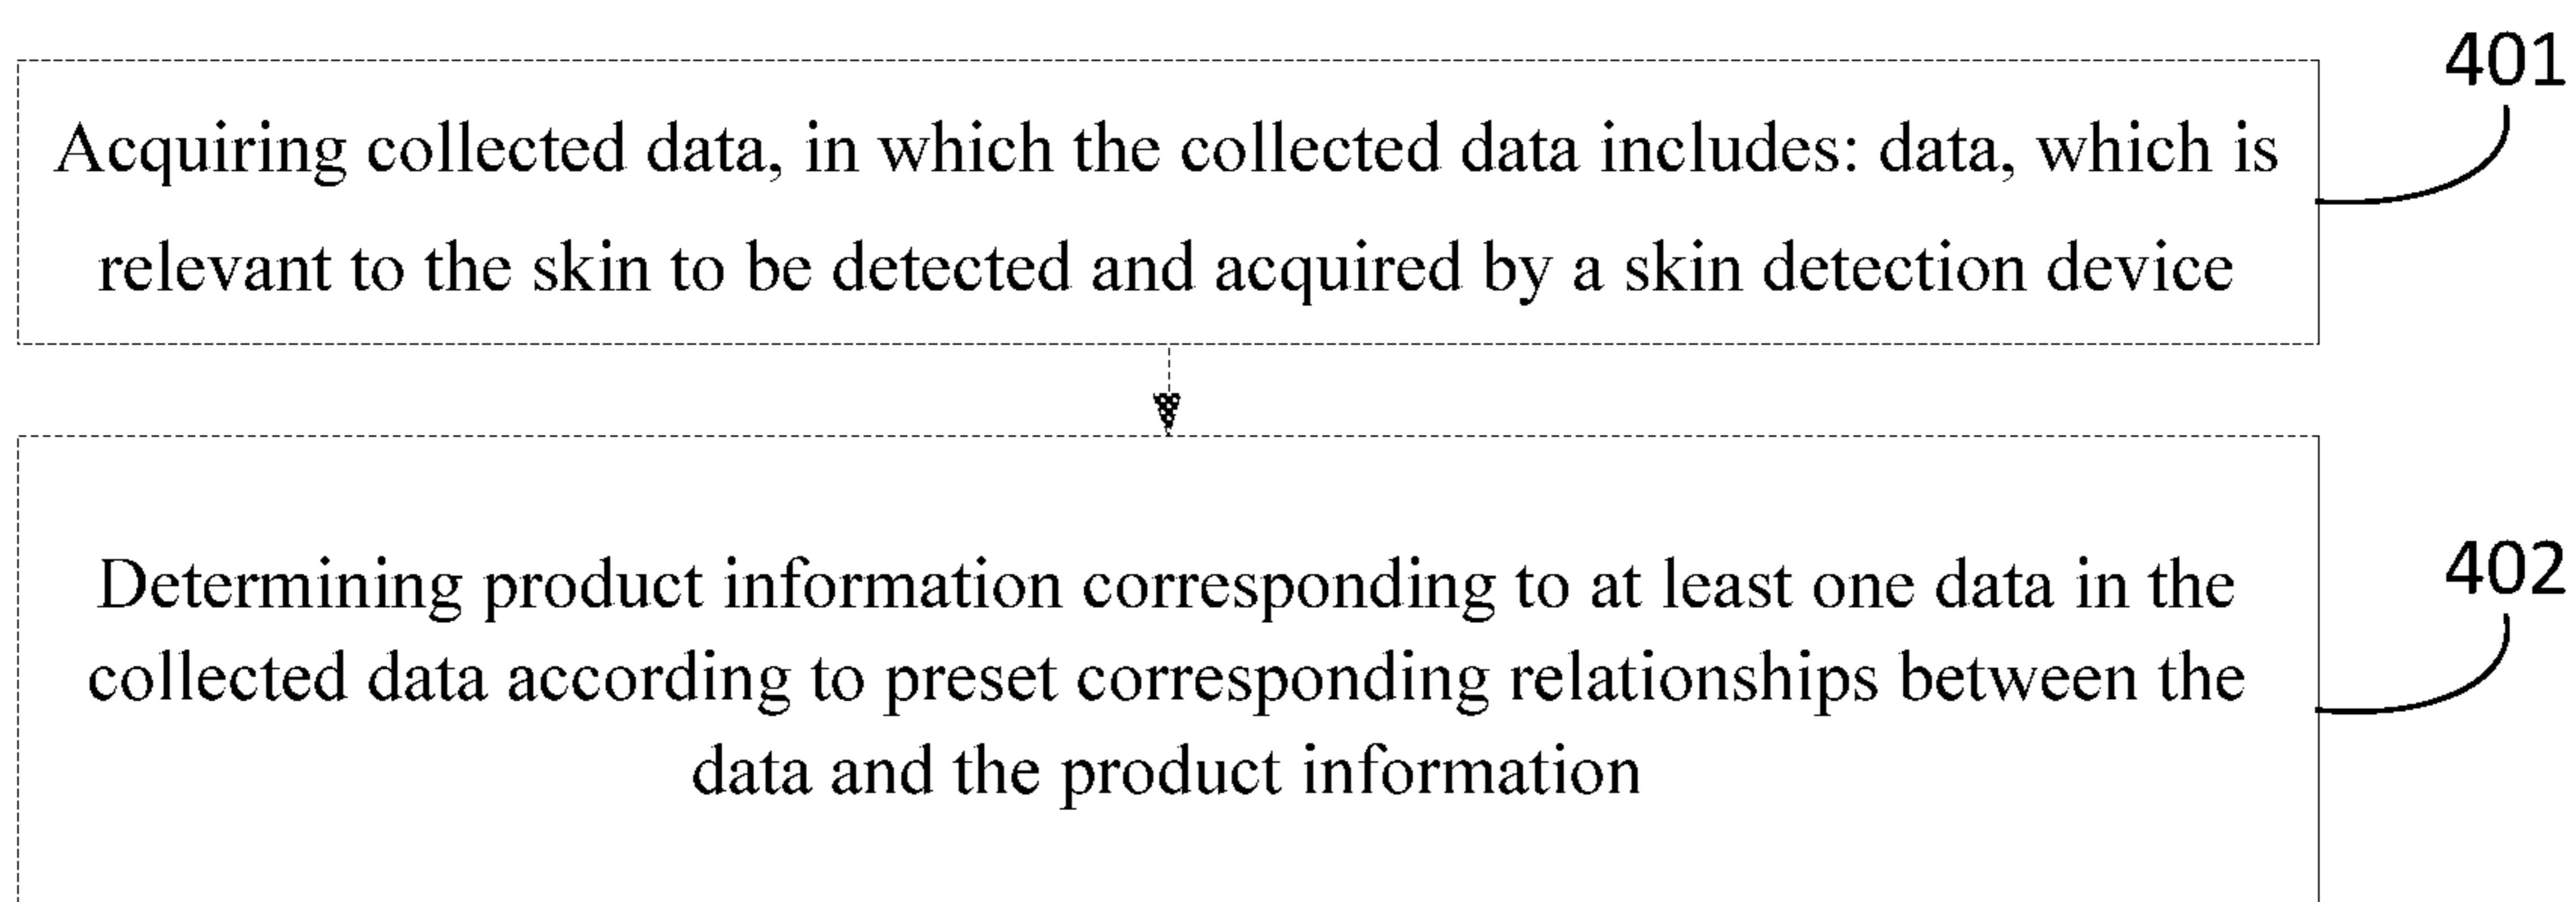 401
Acquiring collected data, in which the collected data includes: data, which is
relevant to the skin to be detected and acquired by a skin detection device
402
Determining product information corresponding to at least one data in the
collected data according to preset corresponding relationships between the
data and the product information